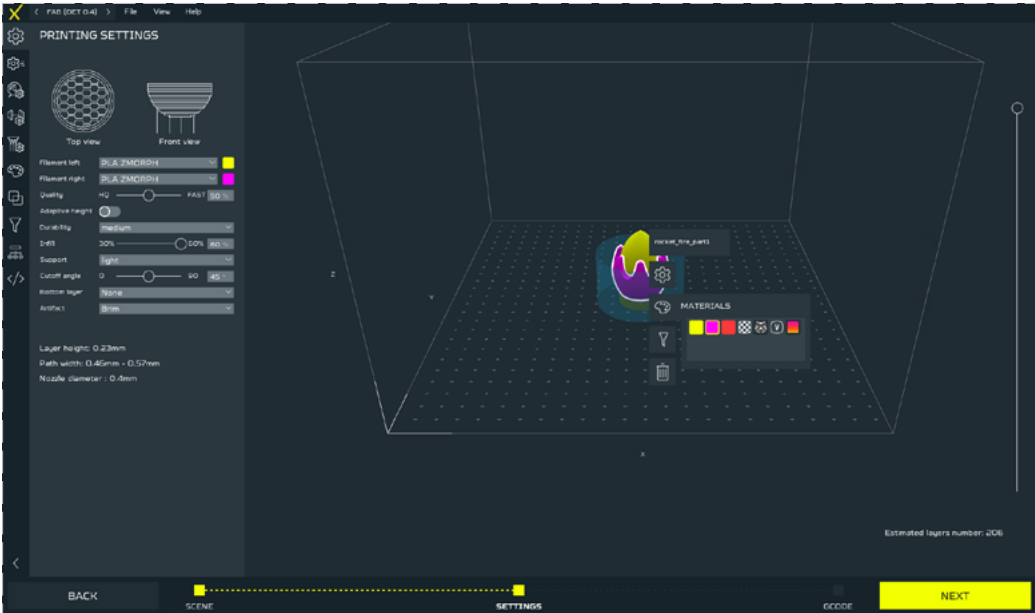 FAB (DET 0.4) File View Help
PRINTING SETTINGS
Top view Front view
Filament left PLA ZMORPH
Filament right PLA ZMORPH
Quality HQ FAST 50 %
Adaptive height
Durability medium
Infill 30% 60% 60 %
Support light
Cutoff angle 0 90 45 °
Bottom layer None
Artifact Brim
Layer height: 0.23mm
Path width: 0.46mm - 0.57mm
Nozzle diameter : 0.4mm
rocket_fire_part1
MATERIALS
Z
Y
X
Estimated layers number: 206
BACK
SCENE
SETTINGS
GCODE
NEXT